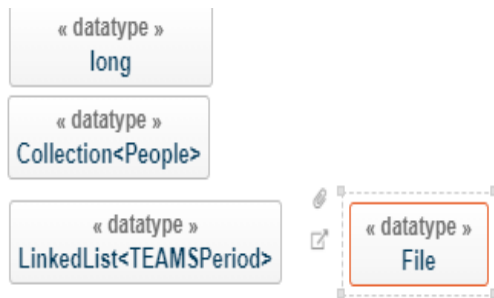 « datatype »
long
« datatype »
Collection<People>
« datatype »
LinkedList<TEAMSPeriod>
« datatype »
File